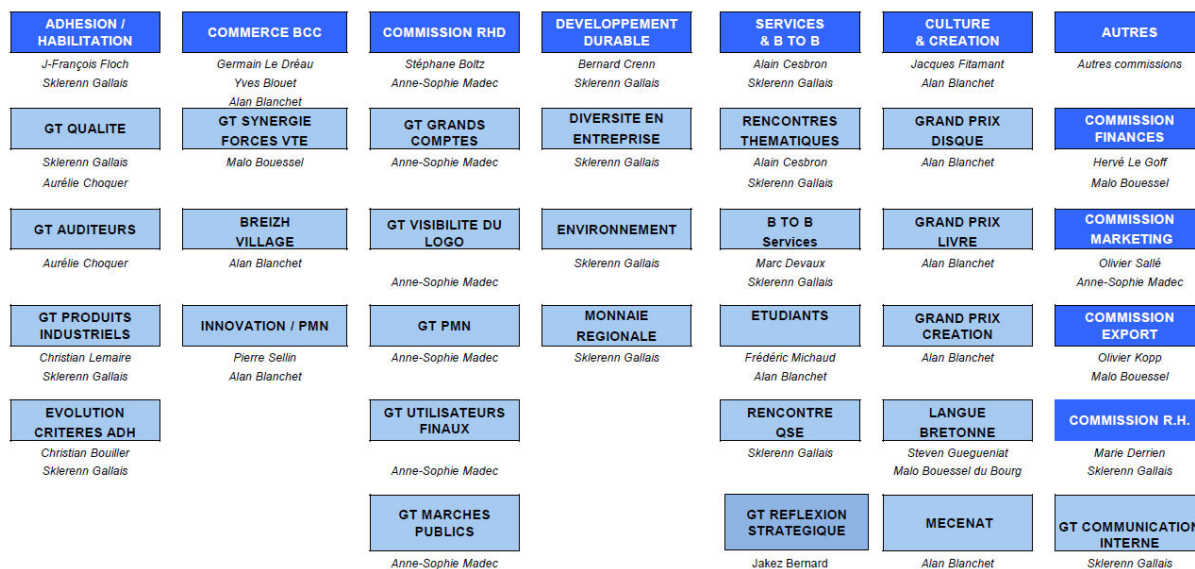 ADHESION /
HABILITATION
J-François Floch
Sklerenn Gallais
GT QUALITE
Sklerenn Gallais
Aurélie Choquer
GT AUDITEURS
Aurélie Choquer
GT PRODUITS
INDUSTRIELS
Christian Lemaire
Sklerenn Gallais
EVOLUTION
CRITERES ADH
Christian Bouiller
Sklerenn Gallais
COMMERCE BCC
Germain Le Dréau
Yves Blouet
Alan Blanchet
GT SYNERGIE
FORCES VTE
Malo Bouessel
BREIZH
VILLAGE
Alan Blanchet
INNOVATION / PMN
Pierre Sellin
Alan Blanchet
COMMISSION RHD
Stéphane Boltz
Anne-Sophie Madec
GT GRANDS
COMPTES
Anne-Sophie Madec
GT VISIBILITE DU
LOGO
Anne-Sophie Madec
GT PMN
Anne-Sophie Madec
GT UTILISATEURS
FINAUX
Anne-Sophie Madec
GT MARCHES
PUBLICS
Anne-Sophie Madec
DEVELOPPEMENT
DURABLE
Bernard Crenn
Sklerenn Gallais
DIVERSITE EN
ENTREPRISE
Sklerenn Gallais
ENVIRONNEMENT
Sklerenn Gallais
MONNAIE
REGIONALE
Sklerenn Gallais
SERVICES
& B TO B
Alain Cesbron
Sklerenn Gallais
RENCONTRES
THEMATIQUES
Alain Cesbron
Sklerenn Gallais
B TO B
Services
Marc Devaux
Sklerenn Gallais
ETUDIANTS
Frédéric Michaud
Alan Blanchet
RENCONTRE
QSE
Sklerenn Gallais
GT REFLEXION
STRATEGIQUE
Jakez Bernard
CULTURE
& CREATION
Jacques Fitamant
Alan Blanchet
GRAND PRIX
DISQUE
Alan Blanchet
GRAND PRIX
LIVRE
Alan Blanchet
GRAND PRIX
CREATION
Alan Blanchet
LANGUE
BRETONNE
Steven Guegueniat
Malo Bouessel du Bourg
MECENAT
Alan Blanchet
AUTRES
Autres commissions
COMMISSION
FINANCES
Hervé Le Goff
Malo Bouessel
COMMISSION
MARKETING
Olivier Sallé
Anne-Sophie Madec
COMMISSION
EXPORT
Olivier Kopp
Malo Bouessel
COMMISSION R.H.
Marie Derrien
Sklerenn Gallais
GT COMMUNICATION
INTERNE
Sklerenn Gallais